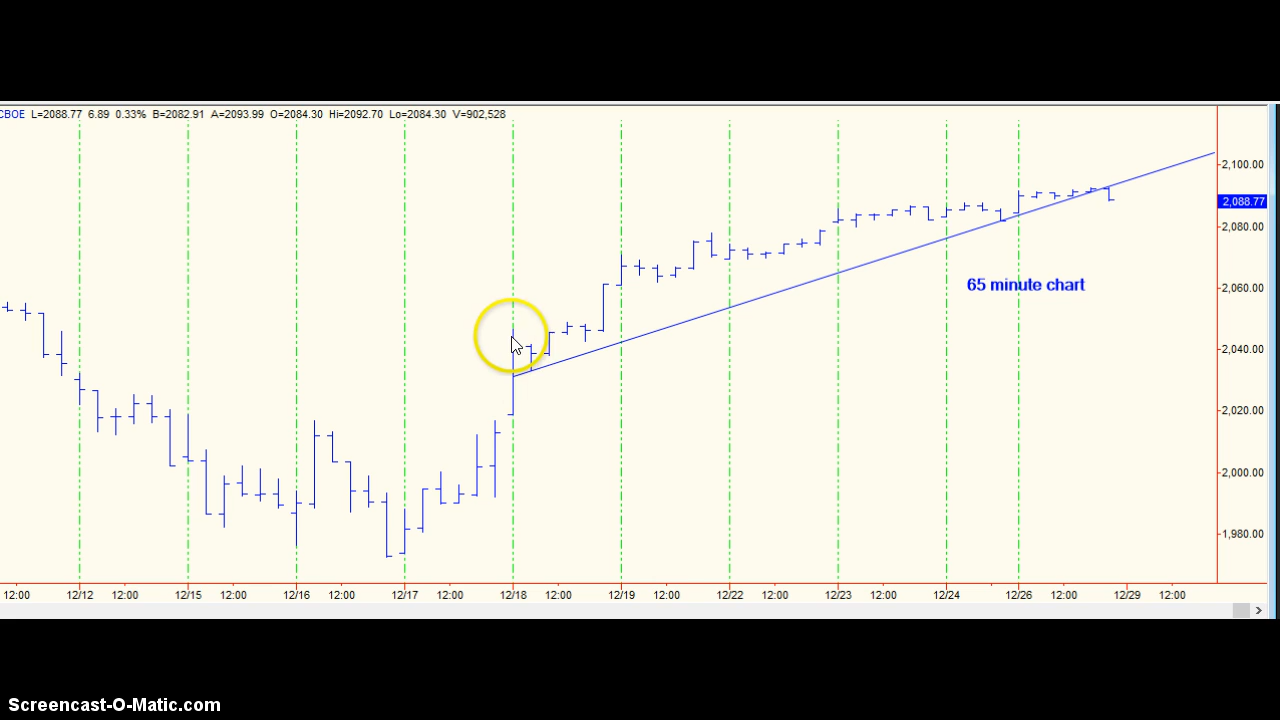 CBOE L=2088.77 6.89 0.33% B=2082.91 A=2093.99 O=2084.30 Hi=2092.70 Lo=2084.30 V=902,528
2,100.00
2,088.77
2,080.00
65 minute chart
2,060.00
2,040.00
2,020.00
2,000.00
1,980.00
12:00 12/12 12:00 12/15 12:00 12/16 12:00 12/17 12:00 12/18 12:00 12/19 12:00 12/22 12:00 12/23 12:00 12/24 12/26 12:00 12/29 12:00
Screencast-O-Matic.com